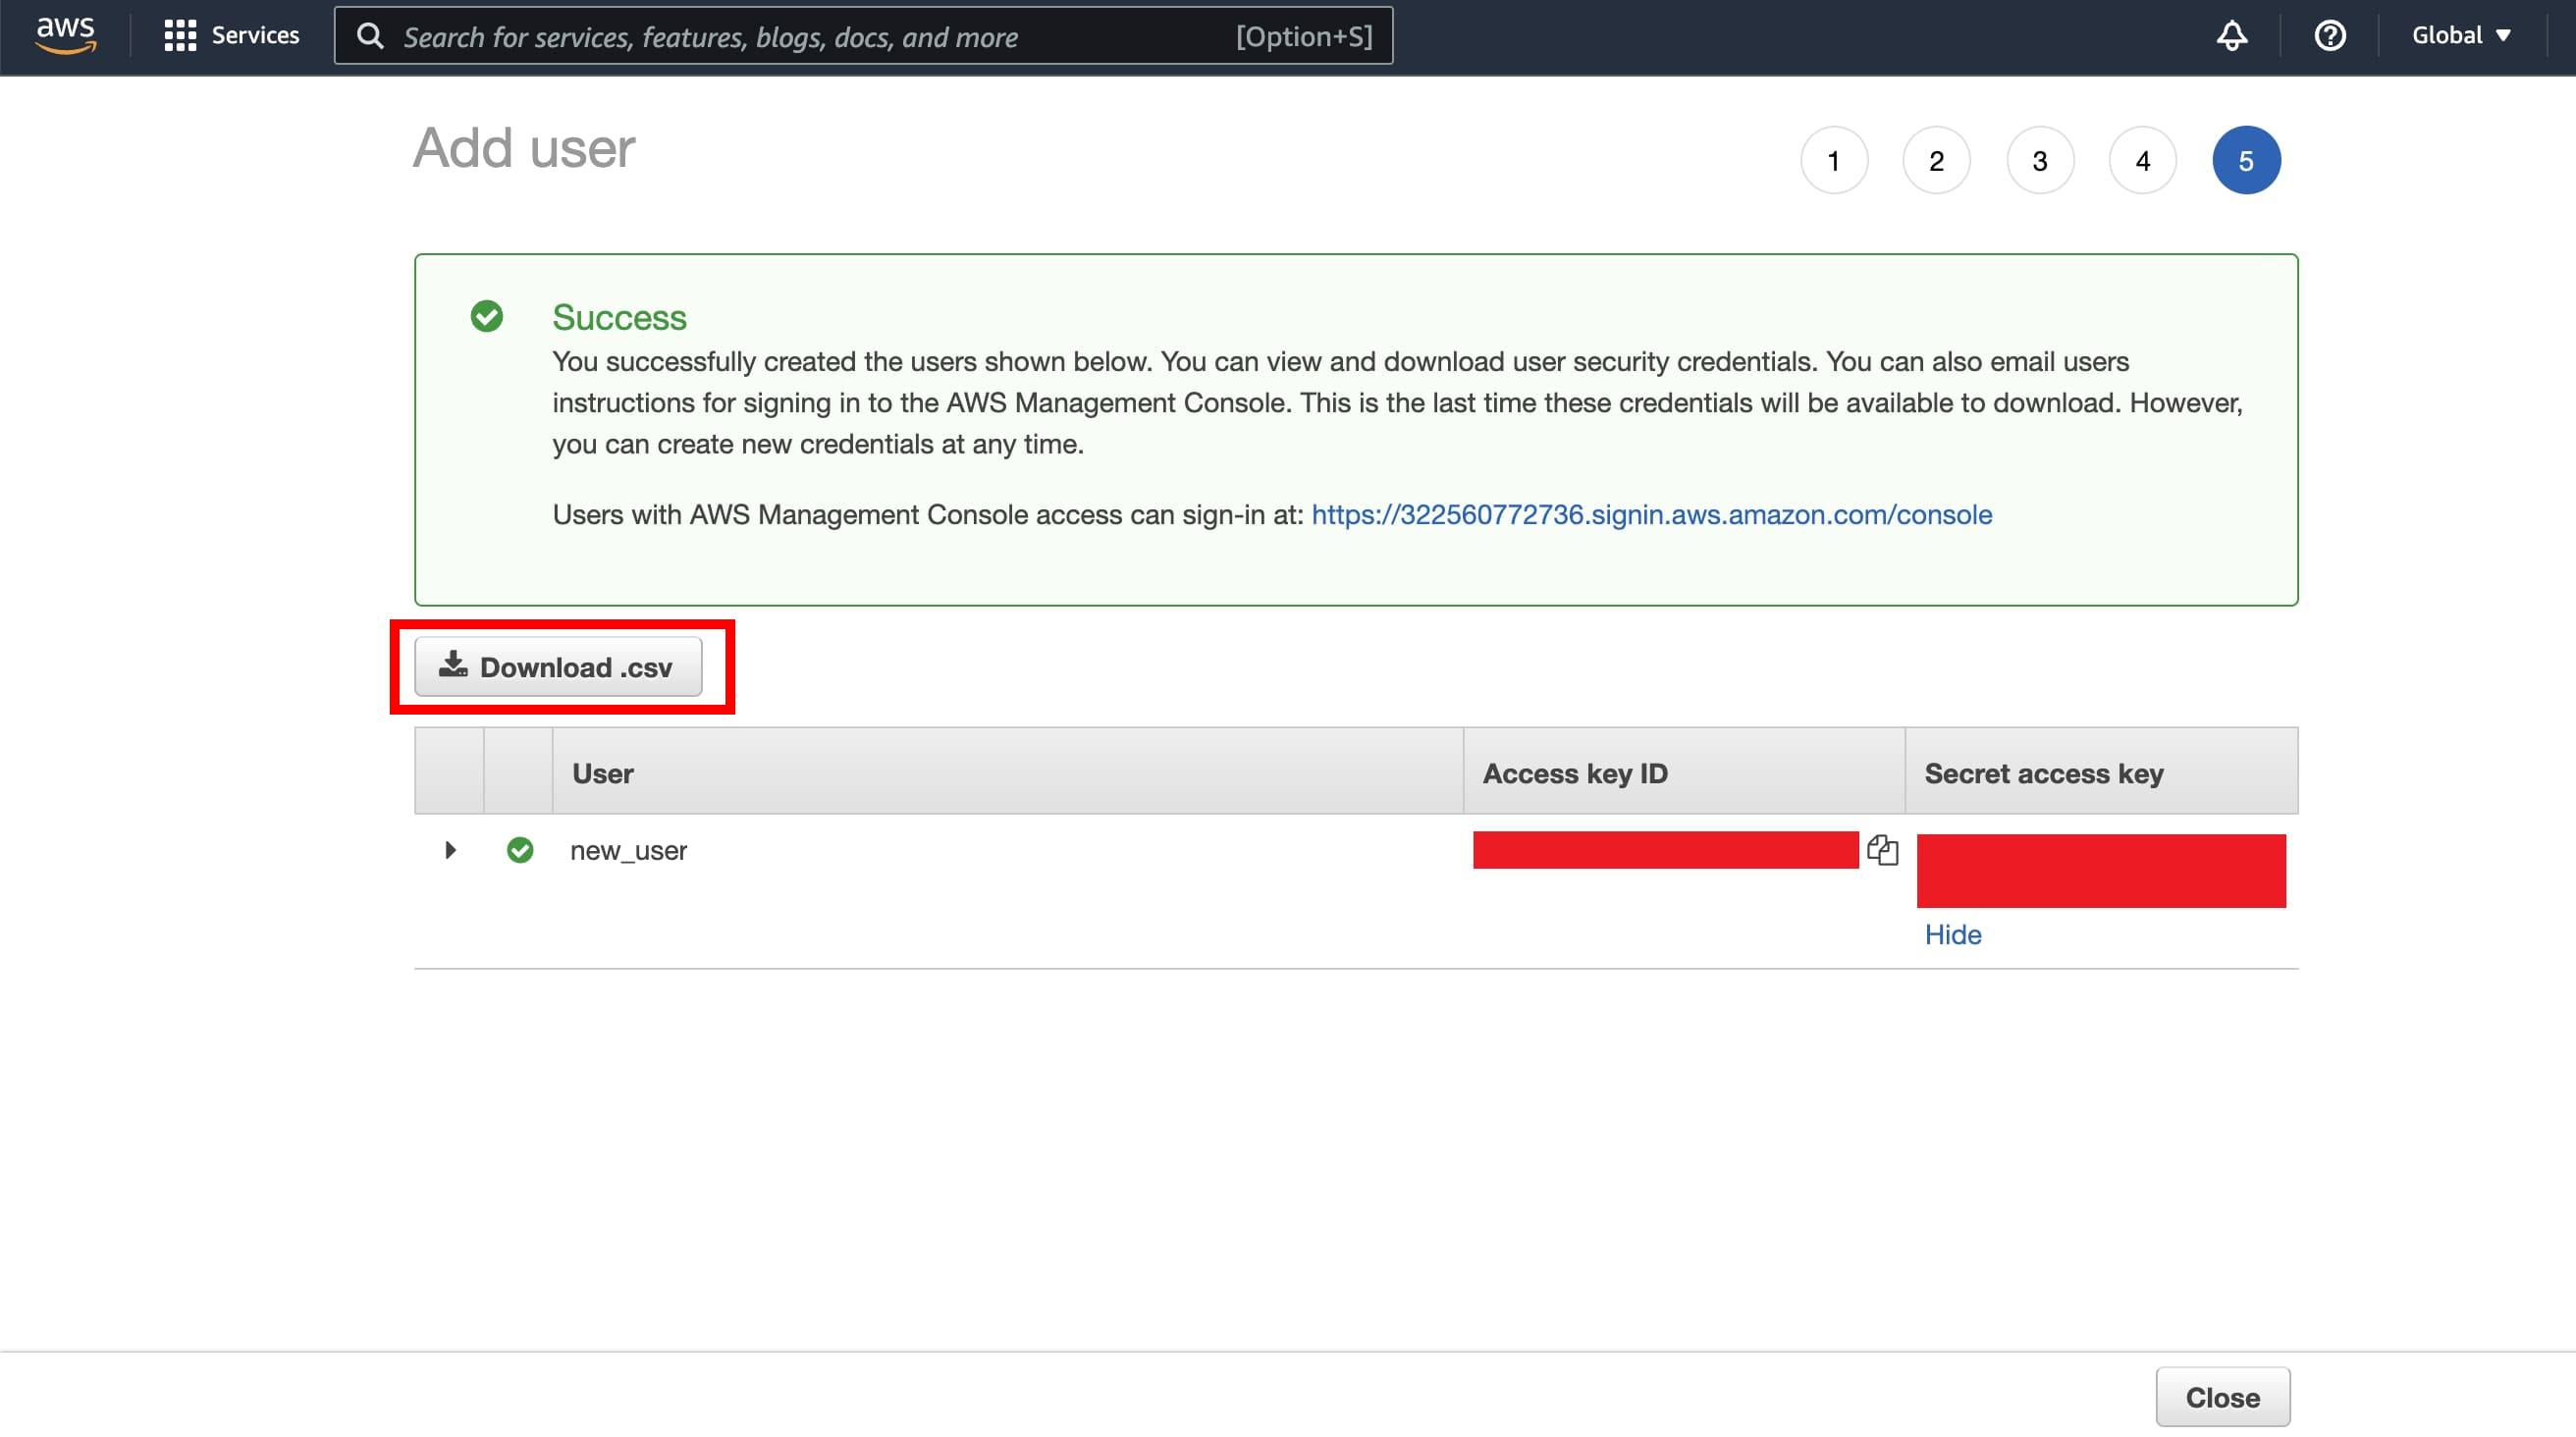 aws Services Search for services, features, blogs, docs, and more [Option+S] Global
Add user 1 2 3 4 5
Success
You successfully created the users shown below. You can view and download user security credentials. You can also email users
instructions for signing in to the AWS Management Console. This is the last time these credentials will be available to download. However,
you can create new credentials at any time.
Users with AWS Management Console access can sign-in at: https://322560772736.signin.aws.amazon.com/console
Download .csv
User Access key ID Secret access key
new_user
Hide
Close